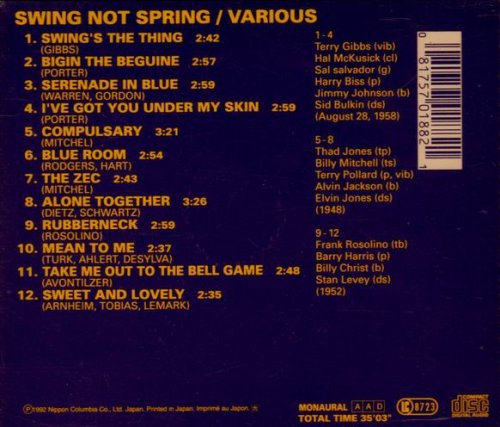 SWING NOT SPRING / VARIOUS
1. SWING'S THE THING 2:42
(GIBBS)
2. BIGIN THE BEGUINE 2:57
(PORTER)
3. SERENADE IN BLUE 2:59
(WARREN, GORDON)
4. I'VE GOT YOU UNDER MY SKIN 2:59
(PORTER)
5. COMPULSARY 3:21
(MITCHEL)
6. BLUE ROOM 2:54
(RODGERS, HART)
7. THE ZEC 2:43
(MITCHEL)
8. ALONE TOGETHER 3:26
(DIETZ, SCHWARTZ)
9. RUBBERNECK 2:59
(ROSOLINO)
10. MEAN TO ME 2:37
(TURK, AHLERT, DESYLVA)
11. TAKE ME OUT TO THE BELL GAME 2:48
(AVONTILZER)
12. SWEET AND LOVELY 2:35
(ARNHEIM, TOBIAS, LEMARK)
1-4
Terry Gibbs (vib)
Hal McKusick (cl)
Sal salvador (g)
Harry Biss (p)
Jimmy Johnson (b)
Sid Bulkin (ds)
(August 28, 1958)
5-8
Thad Jones (tp)
Billy Mitchell (ts)
Terry Pollard (p, vib)
Alvin Jackson (b)
Elvin Jones (ds)
(1948)
9-12
Frank Rosolino (tb)
Barry Harris (p)
Billy Christ (b)
Stan Levey (ds)
(1952)
0 81757 01882 1
Ⓟ1992 Nippon Columbia Co., Ltd. Japan. Printed in Japan. Imprimé au Japon.
MONAURAL AAD
TOTAL TIME 35'03"
8723
COMPACT
disc
DIGITAL AUDIO